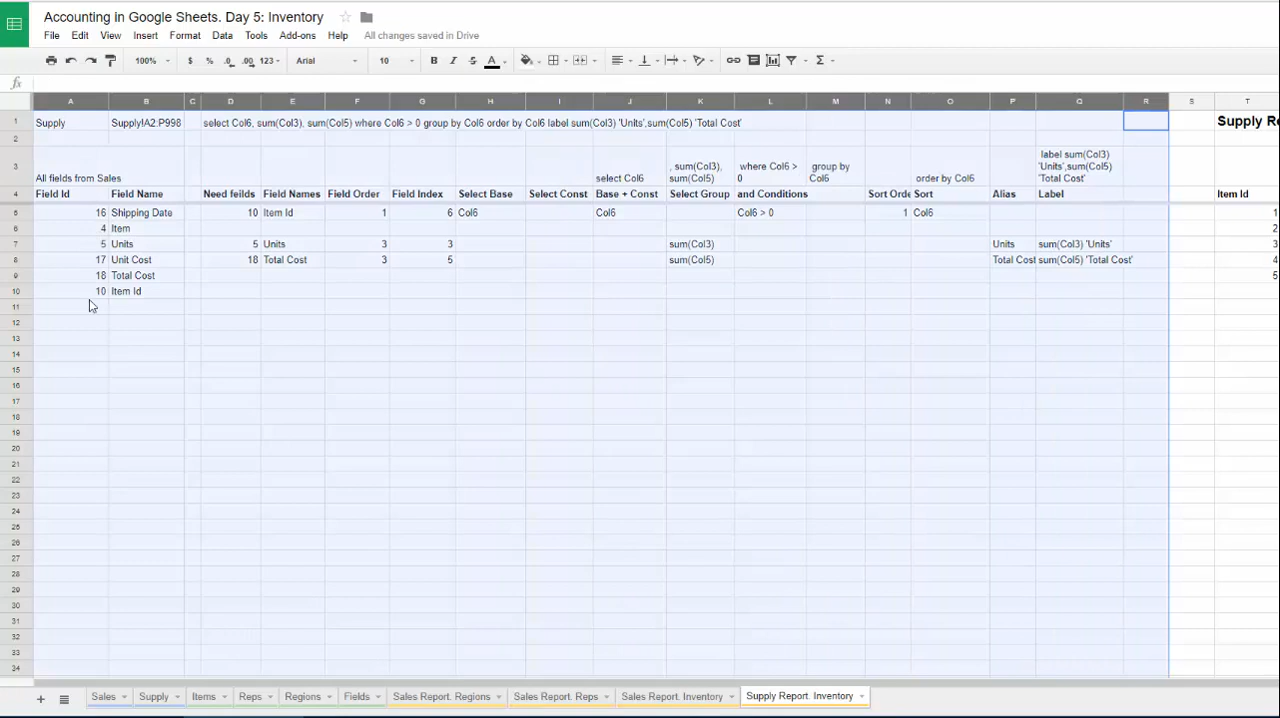 Accounting in Google Sheets. Day 5: Inventory
File Edit View Insert Format Data Tools Add-ons Help All changes saved in Drive
100% $ % .0 .00 123 Arial 10 B I S A Σ
fx
A B C D E F G H I J K L M N O P Q R S T
1 Supply Supply!A2:P998 select Col6, sum(Col3), sum(Col5) where Col6 > 0 group by Col6 order by Col6 label sum(Col3) 'Units',sum(Col5) 'Total Cost' Supply Re
2
label sum(Col3)
, sum(Col3), where Col6 > group by 'Units',sum(Col5)
3 All fields from Sales select Col6 sum(Col5) 0 Col6 order by Col6 'Total Cost'
4 Field Id Field Name Need feilds Field Names Field Order Field Index Select Base Select Const Base + Const Select Group and Conditions Sort Orde Sort Alias Label Item Id
5 16 Shipping Date 10 Item Id 1 6 Col6 Col6 Col6 > 0 1 Col6 1
6 4 Item 2
7 5 Units 5 Units 3 3 sum(Col3) Units sum(Col3) 'Units' 3
8 17 Unit Cost 18 Total Cost 3 5 sum(Col5) Total Cost sum(Col5) 'Total Cost' 4
9 18 Total Cost 5
10 10 Item Id
11
12
13
14
15
16
17
18
19
20
21
22
23
24
25
26
27
28
29
30
31
32
33
34
+ Sales Supply Items Reps Regions Fields Sales Report. Regions Sales Report. Reps Sales Report. Inventory Supply Report. Inventory